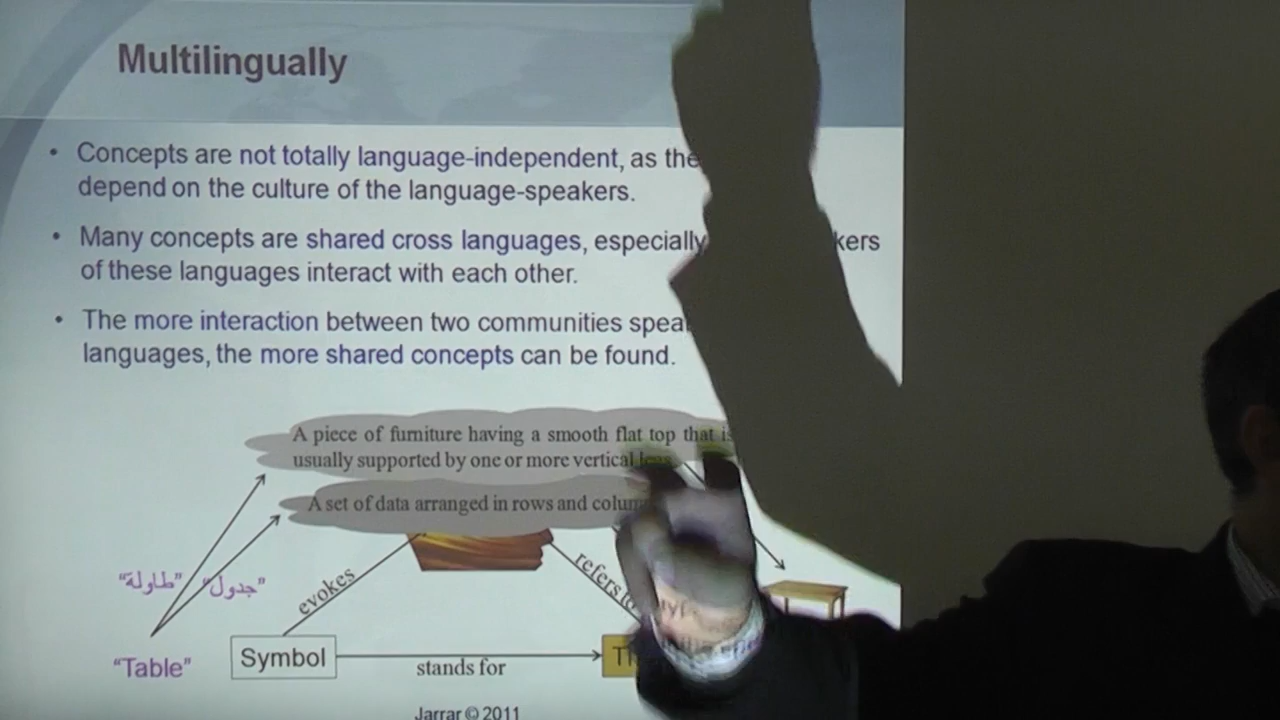 Multilingually
• Concepts are not totally language-independent, as the
depend on the culture of the language-speakers.
• Many concepts are shared cross languages, especially
of these languages interact with each other.
• The more interaction between two communities
languages, the more shared concepts can be found.
A piece of furniture having a smooth flat top that is
usually supported by one or more vertical legs
A set of data arranged in rows and
evokes
refers to
“طاولة”
“جدول”
“Table”
Symbol
stands for
Jarrar © 2011